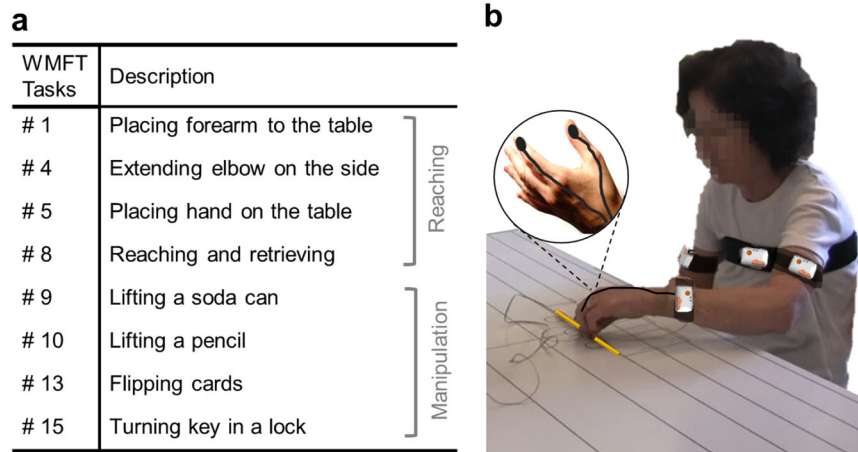 a
WMFT Tasks
Description
# 1 Placing forearm to the table
# 4 Extending elbow on the side
# 5 Placing hand on the table
# 8 Reaching and retrieving
Reaching
# 9 Lifting a soda can
# 10 Lifting a pencil
# 13 Flipping cards
# 15 Turning key in a lock
Manipulation
b